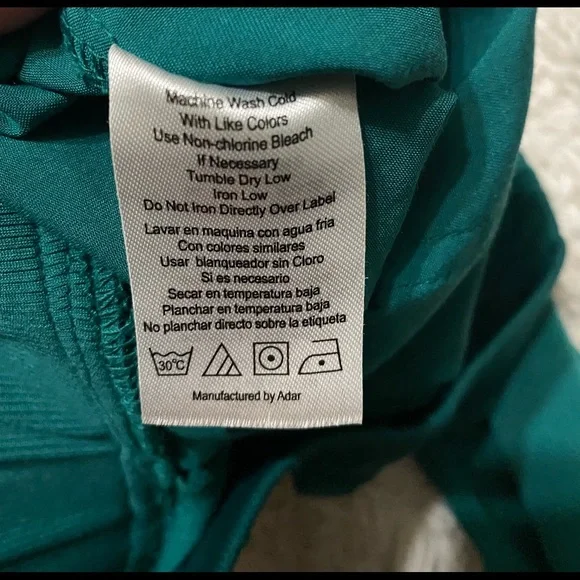 Machine Wash Cold
With Like Colors
Use Non-chlorine Bleach
If Necessary
Tumble Dry Low
Iron Low
Do Not Iron Directly Over Label
Lavar en maquina con agua fria
Con colores similares
Usar blanqueador sin Cloro
Si es necesario
Secar en temperatura baja
Planchar en temperatura baja
No planchar directo sobre la etiqueta
30°C
Manufactured by Adar